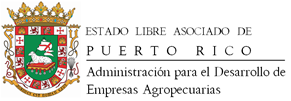 ESTADO LIBRE ASOCIADO DE
PUERTO RICO
Administración para el Desarrollo de
Empresas Agropecuarias